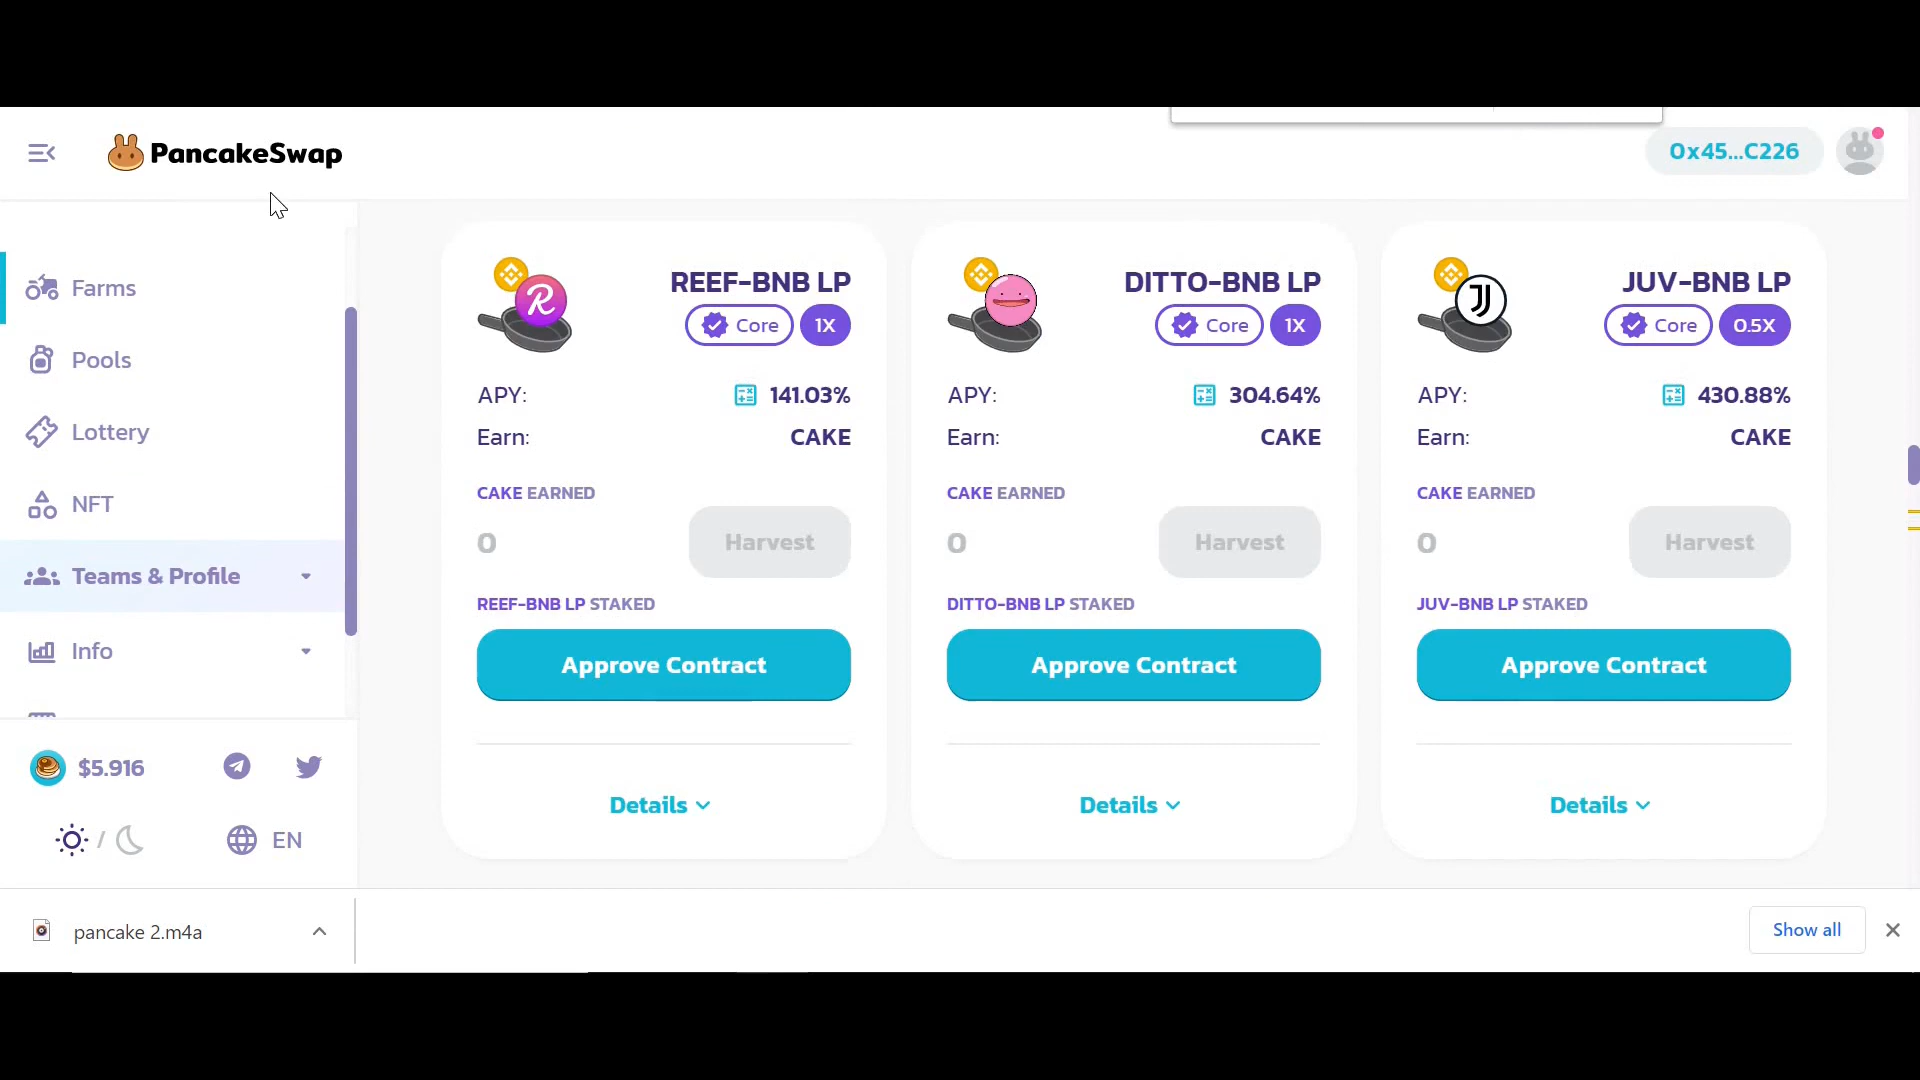 PancakeSwap
0x45...C226
Farms
Pools
Lottery
NFT
Teams & Profile
Info
$5.916
/
EN
REEF-BNB LP
Core
1X
APY:
141.03%
Earn:
CAKE
CAKE EARNED
0
Harvest
REEF-BNB LP STAKED
Approve Contract
Details
DITTO-BNB LP
Core
1X
APY:
304.64%
Earn:
CAKE
CAKE EARNED
0
Harvest
DITTO-BNB LP STAKED
Approve Contract
Details
JUV-BNB LP
Core
0.5X
APY:
430.88%
Earn:
CAKE
CAKE EARNED
0
Harvest
JUV-BNB LP STAKED
Approve Contract
Details
pancake 2.m4a
Show all